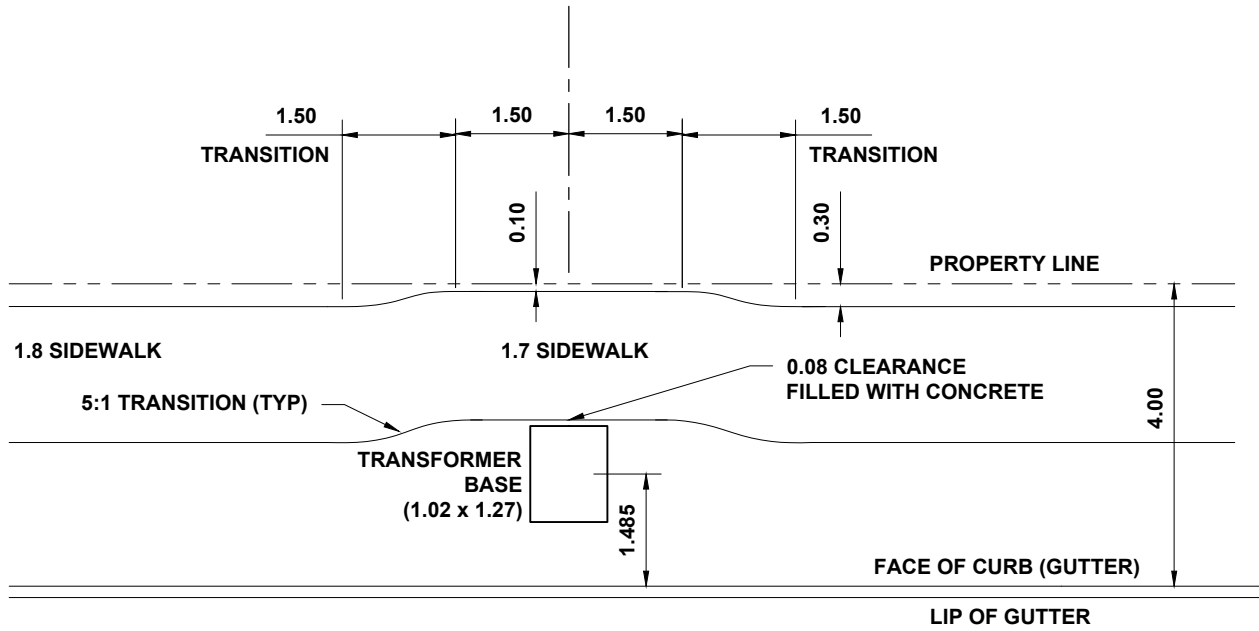 1.50
1.50
1.50
1.50
TRANSITION
TRANSITION
0.10
0.30
PROPERTY LINE
1.8 SIDEWALK
1.7 SIDEWALK
0.08 CLEARANCE
FILLED WITH CONCRETE
5:1 TRANSITION (TYP)
4.00
TRANSFORMER
BASE
(1.02 x 1.27)
1.485
FACE OF CURB (GUTTER)
LIP OF GUTTER